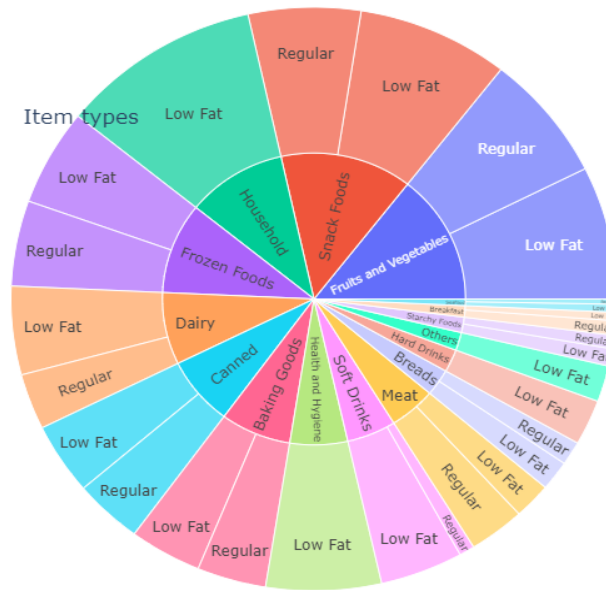 Item types
Fruits and Vegetables
Low Fat
Regular
Snack Foods
Low Fat
Regular
Household
Low Fat
Frozen Foods
Low Fat
Regular
Dairy
Low Fat
Regular
Canned
Low Fat
Regular
Baking Goods
Low Fat
Regular
Health and Hygiene
Low Fat
Soft Drinks
Low Fat
Regular
Meat
Regular
Low Fat
Breads
Low Fat
Regular
Hard Drinks
Low Fat
Others
Low Fat
Starchy Foods
Low Fat
Regular
Breakfast
Regular
Low